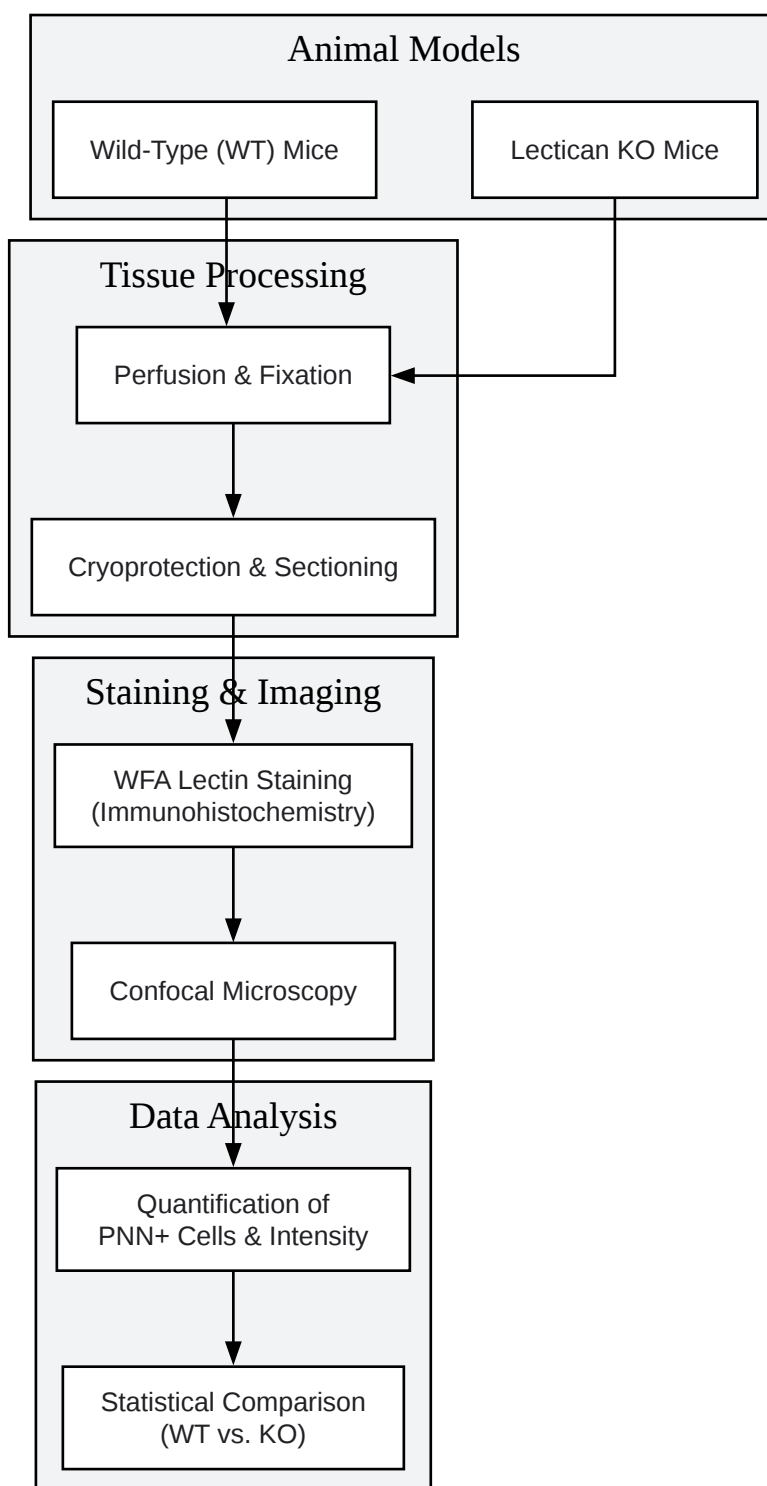 Animal Models
Wild-Type (WT) Mice
Lectican KO Mice
Tissue Processing
Perfusion & Fixation
Cryoprotection & Sectioning
Staining & Imaging
WFA Lectin Staining
(Immunohistochemistry)
Confocal Microscopy
Data Analysis
Quantification of
PNN+ Cells & Intensity
Statistical Comparison
(WT vs. KO)